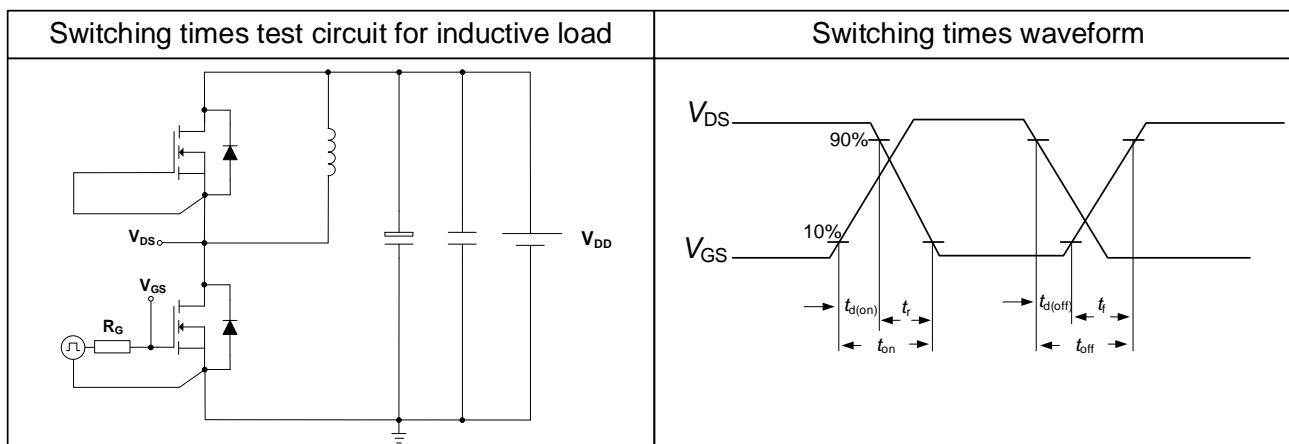 Switching times test circuit for inductive load
Switching times waveform
VDS
VDD
VGS
RG
VDS
90%
10%
VGS
td(on)
tr
td(off)
tf
ton
toff